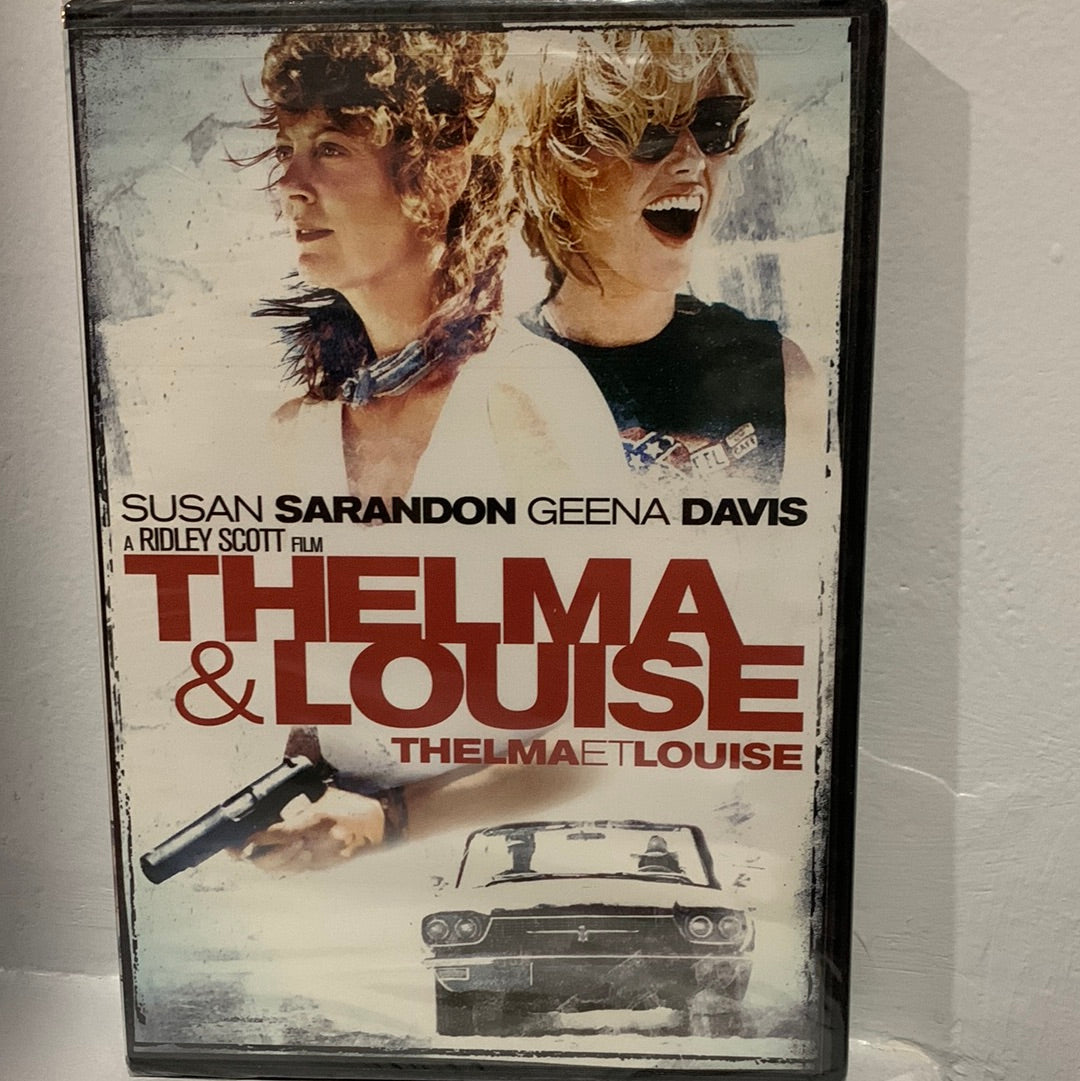 SUSAN SARANDON GEENA DAVIS
A RIDLEY SCOTT FILM
THELMA
& LOUISE
THELMAETLOUISE